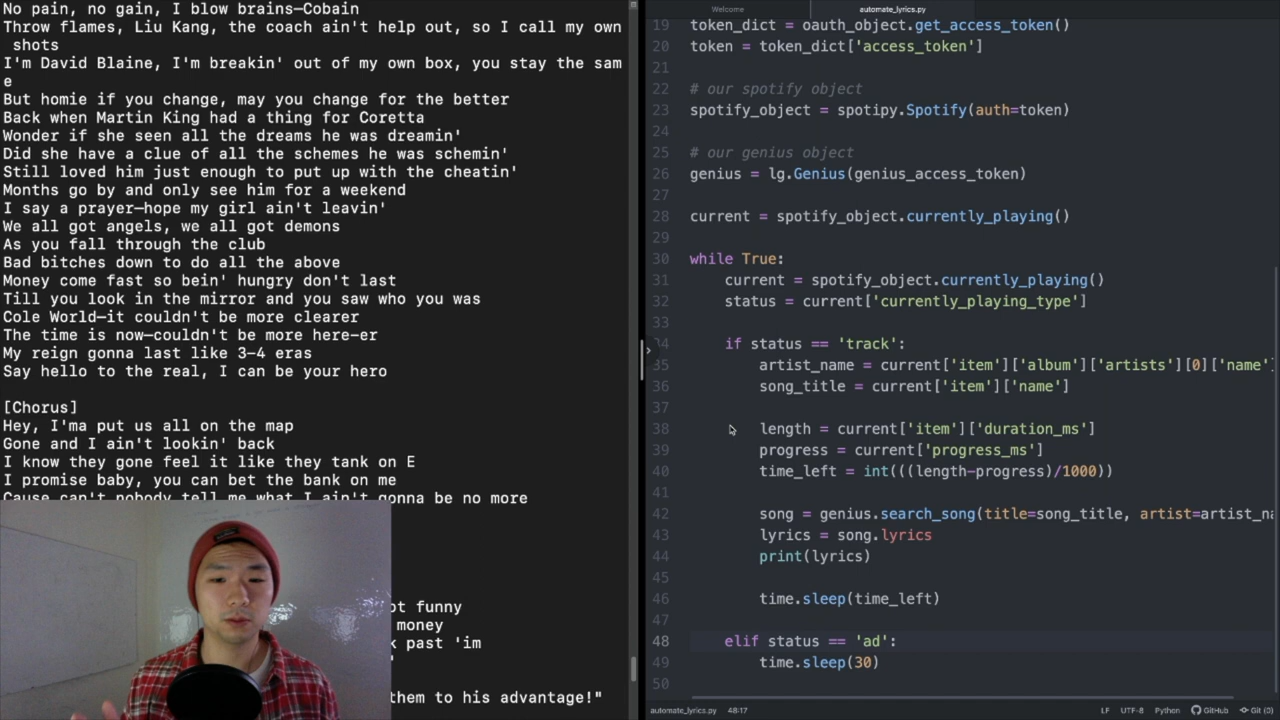 No pain, no gain, I blow brains—Cobain
Throw flames, Liu Kang, the coach ain't help out, so I call my own
shots
I'm David Blaine, I'm breakin' out of my own box, you stay the sam
e
But homie if you change, may you change for the better
Back when Martin King had a thing for Coretta
Wonder if she seen all the dreams he was dreamin'
Did she have a clue of all the schemes he was schemin'
Still loved him just enough to put up with the cheatin'
Months go by and only see him for a weekend
I say a prayer—hope my girl ain't leavin'
We all got angels, we all got demons
As you fall through the club
Bad bitches down to do all the above
Money come fast so bein' hungry don't last
Till you look in the mirror and you saw who you was
Cole World—it couldn't be more clearer
The time is now—couldn't be more here-er
My reign gonna last like 3-4 eras
Say hello to the real, I can be your hero
[Chorus]
Hey, I'ma put us all on the map
Gone and I ain't lookin' back
I know they gone feel it like they tank on E
I promise baby, you can bet the bank on me
Cause can't nobody tell me what I ain't gonna be no more
funny
money
past 'im
them to his advantage!"
Welcome
automate_lyrics.py
19 token_dict = oauth_object.get_access_token()
20 token = token_dict['access_token']
21
22 # our spotify object
23 spotify_object = spotipy.Spotify(auth=token)
24
25 # our genius object
26 genius = lg.Genius(genius_access_token)
27
28 current = spotify_object.currently_playing()
29
30 while True:
31 current = spotify_object.currently_playing()
32 status = current['currently_playing_type']
33
34 if status == 'track':
35 artist_name = current['item']['album']['artists'][0]['name']
36 song_title = current['item']['name']
37
38 length = current['item']['duration_ms']
39 progress = current['progress_ms']
40 time_left = int(((length-progress)/1000))
41
42 song = genius.search_song(title=song_title, artist=artist_na
43 lyrics = song.lyrics
44 print(lyrics)
45
46 time.sleep(time_left)
47
48 elif status == 'ad':
49 time.sleep(30)
50
automate_lyrics.py 48:17 LF UTF-8 Python GitHub Git (0)